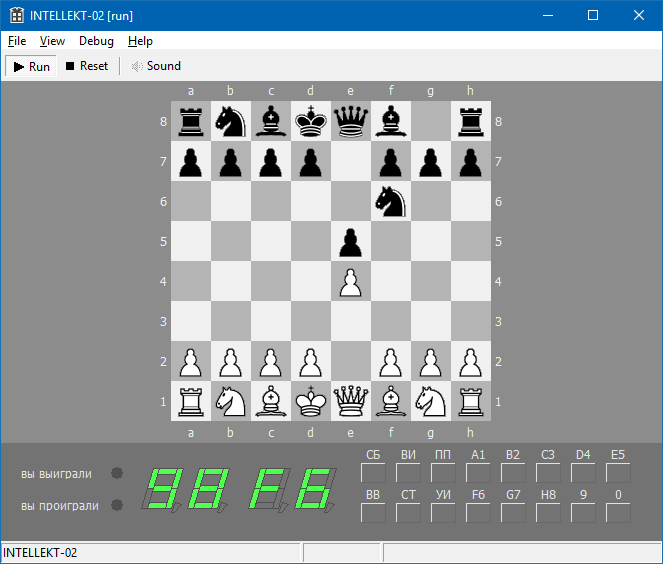 INTELLEKT-02 [run]
File View Debug Help
Run Reset Sound
a b c d e f g h
8 8
7 7
6 6
5 5
4 4
3 3
2 2
1 1
a b c d e f g h
СБ ВИ ПП A1 B2 C3 D4 E5
вы выиграли
98 F6
вы проиграли
ВВ СТ УИ F6 G7 H8 9 0
INTELLEKT-02